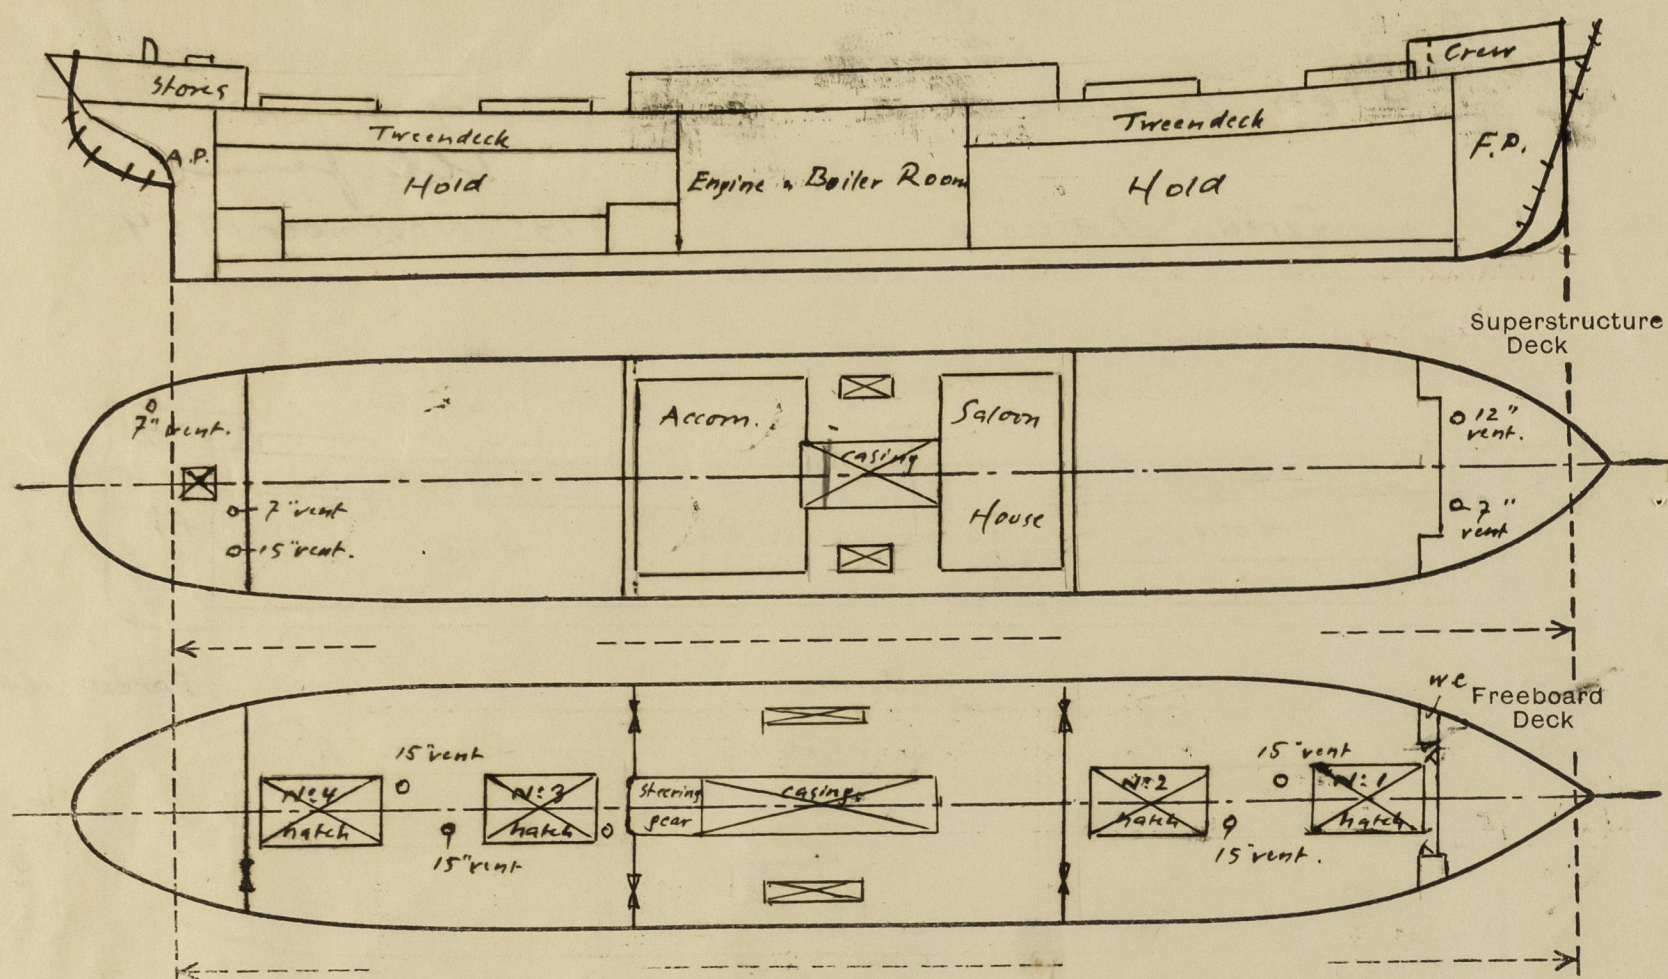 Crew
Stores
Tweendeck
Tweendeck
A.P.
F.P.
Hold
Engine & Boiler Room
Hold
Superstructure
Deck
7" vent.
Accom.
Saloon
House
casing
12"
vent.
7" vent
15" vent.
7"
vent
wc
Freeboard
Deck
15" vent
15" vent
No 4
hatch
No 3
hatch
Steering
gear
casing
No 2
hatch
No 1
hatch
15" vent
15" vent.